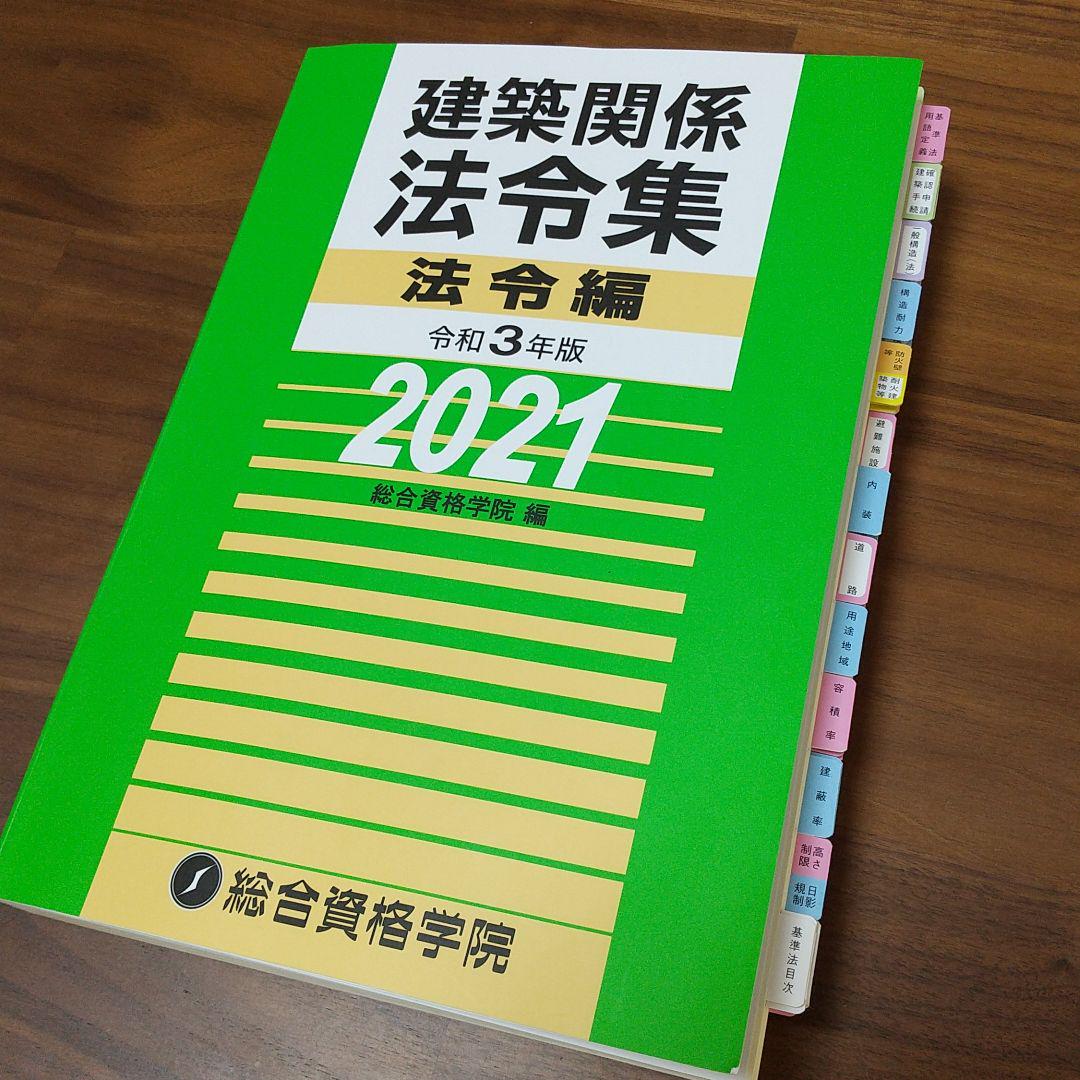 建築関係
法令集
法令編
令和3年版
2021
総合資格学院 編
総合資格学院
基準法
用語定義
確認申請
建築手続
一般構造(法)
構造耐力
防火壁等
耐火建築物等
避難施設
内装
道路
用途地域
容積率
建蔽率
高さ制限
日影規制
基準法目次